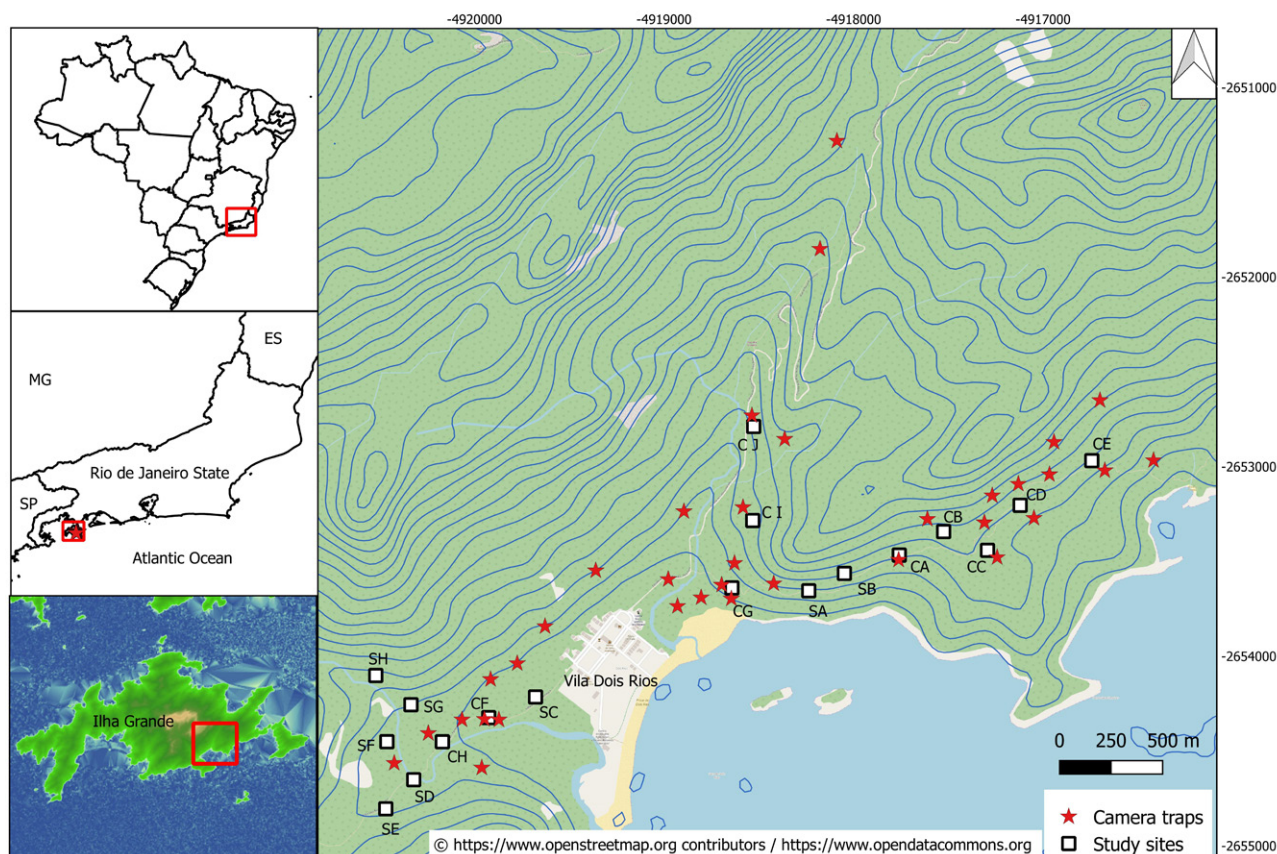 -4920000
-4919000
-4918000
-4917000
-2651000
-2652000
-2653000
-2654000
-2655000
ES
MG
Rio de Janeiro State
SP
Atlantic Ocean
Ilha Grande
C J
CE
CD
C I
CB
CC
CA
SB
SA
CG
Vila Dois Rios
SH
SG
CF
SC
SF
CH
SD
SE
0 250 500 m
Camera traps
Study sites
© https://www.openstreetmap.org contributors / https://www.opendatacommons.org